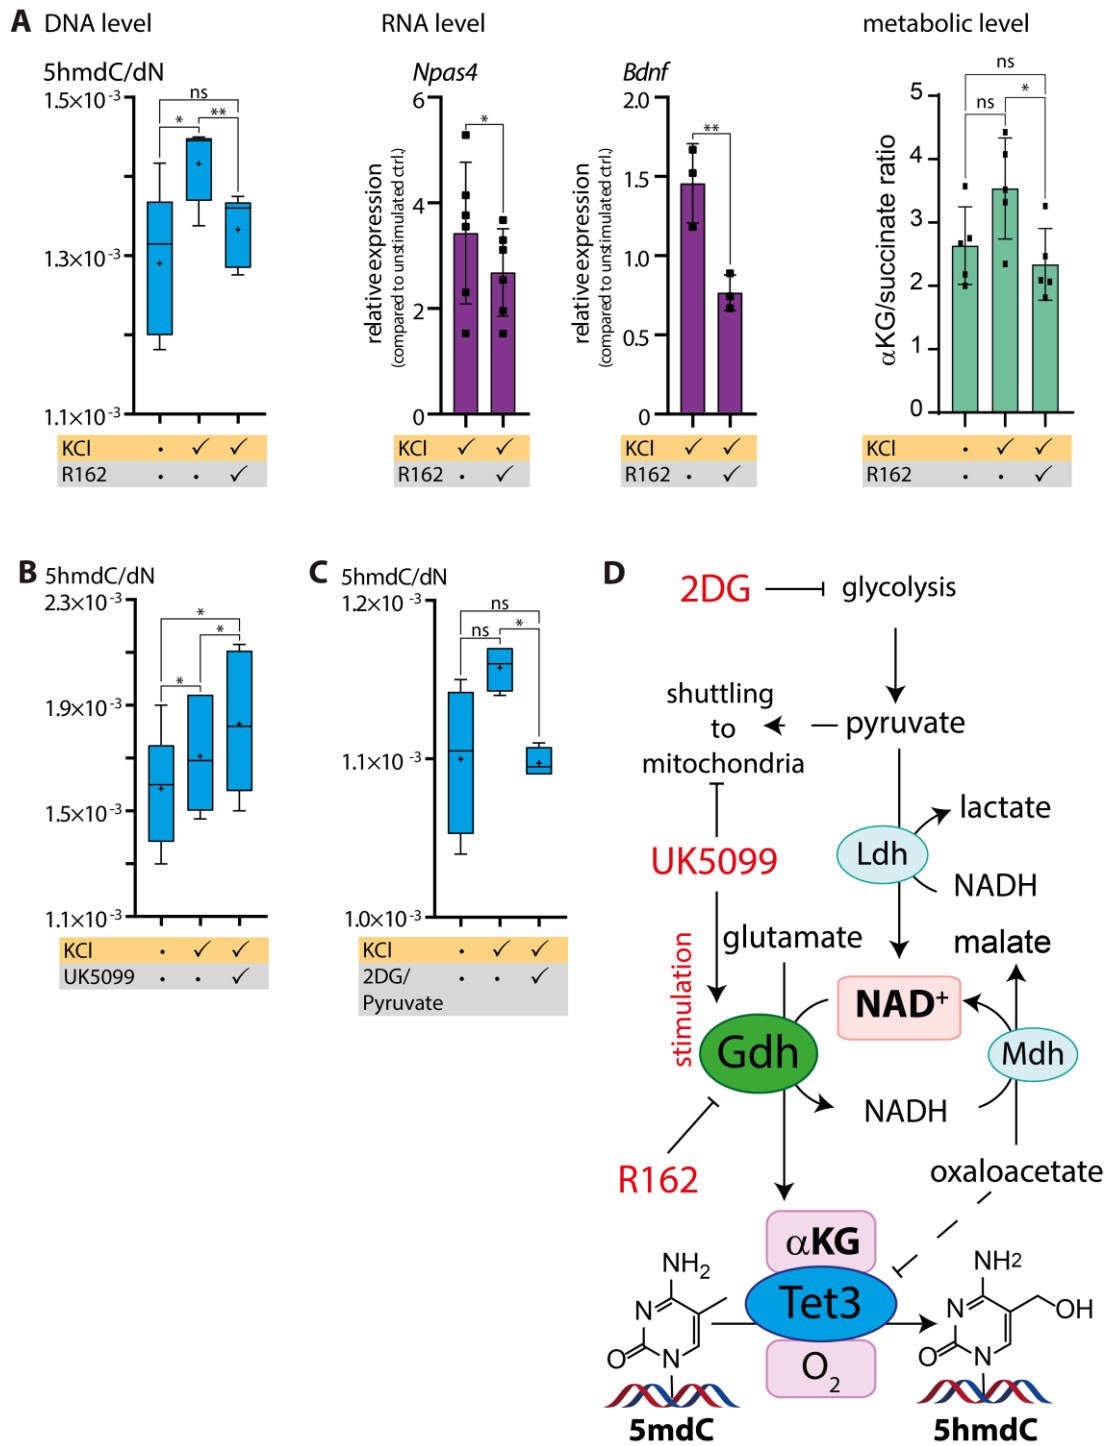 A DNA level RNA level metabolic level
5hmdC/dN Npas4 Bdnf
1.5×10⁻³
1.3×10⁻³
1.1×10⁻³
ns
* **
KCl · ✓ ✓
R162 · · ✓
relative expression
(compared to unstimulated ctrl.)
6
4
2
0
*
KCl ✓ ✓
R162 · ✓
relative expression
(compared to unstimulated ctrl.)
2.0
1.5
1.0
0.5
0
**
KCl ✓ ✓
R162 · ✓
αKG/succinate ratio
5
4
3
2
1
0
ns
ns *
KCl · ✓ ✓
R162 · · ✓
B 5hmdC/dN
2.3×10⁻³
1.9×10⁻³
1.5×10⁻³
1.1×10⁻³
*
*
*
KCl · ✓ ✓
UK5099 · · ✓
C 5hmdC/dN
1.2×10⁻³
1.1×10⁻³
1.0×10⁻³
ns
ns *
KCl · ✓ ✓
2DG/ · · ✓
Pyruvate
D
2DG glycolysis
shuttling
to
mitochondria
pyruvate
lactate
Ldh
NADH
UK5099
stimulation
glutamate
malate
NAD⁺
Gdh
Mdh
NADH
R162
oxaloacetate
αKG
Tet3
O₂
NH₂
N
N
O
5mdC
NH2
N
N
O
OH
5hmdC